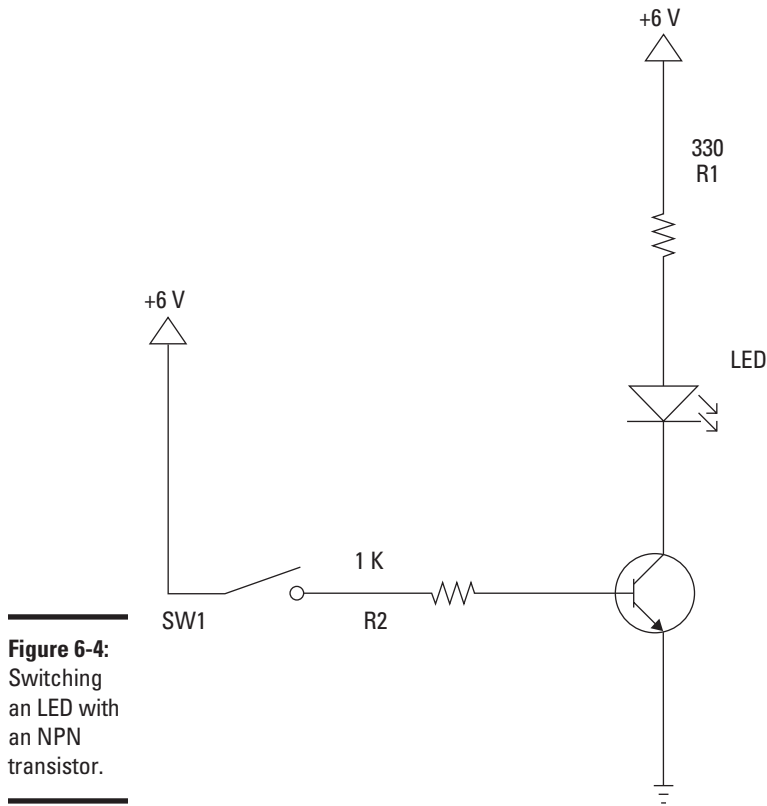 +6 V
330
R1
+6 V
LED
1 K
SW1
R2
Figure 6-4:
Switching
an LED with
an NPN
transistor.